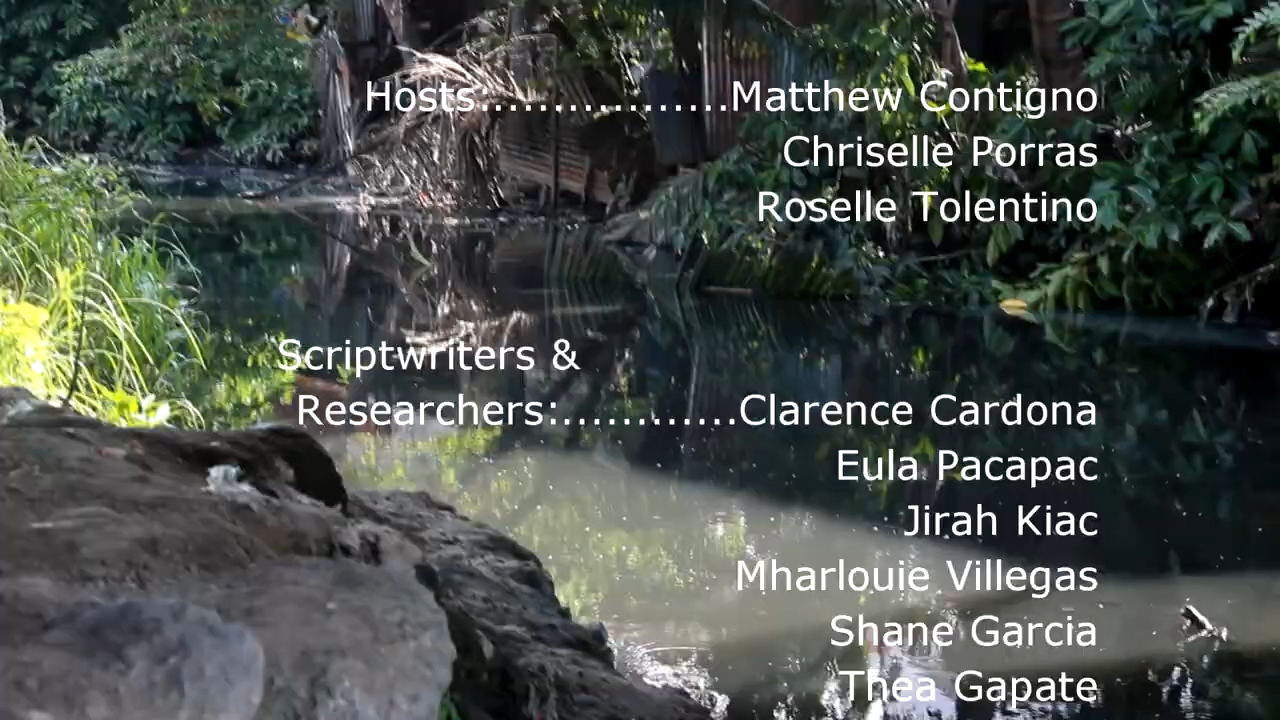 Hosts:................Matthew Contigno
Chriselle Porras
Roselle Tolentino
Scriptwriters &
Researchers:............Clarence Cardona
Eula Pacapac
Jirah Kiac
Mharlouie Villegas
Shane Garcia
Thea Gapate